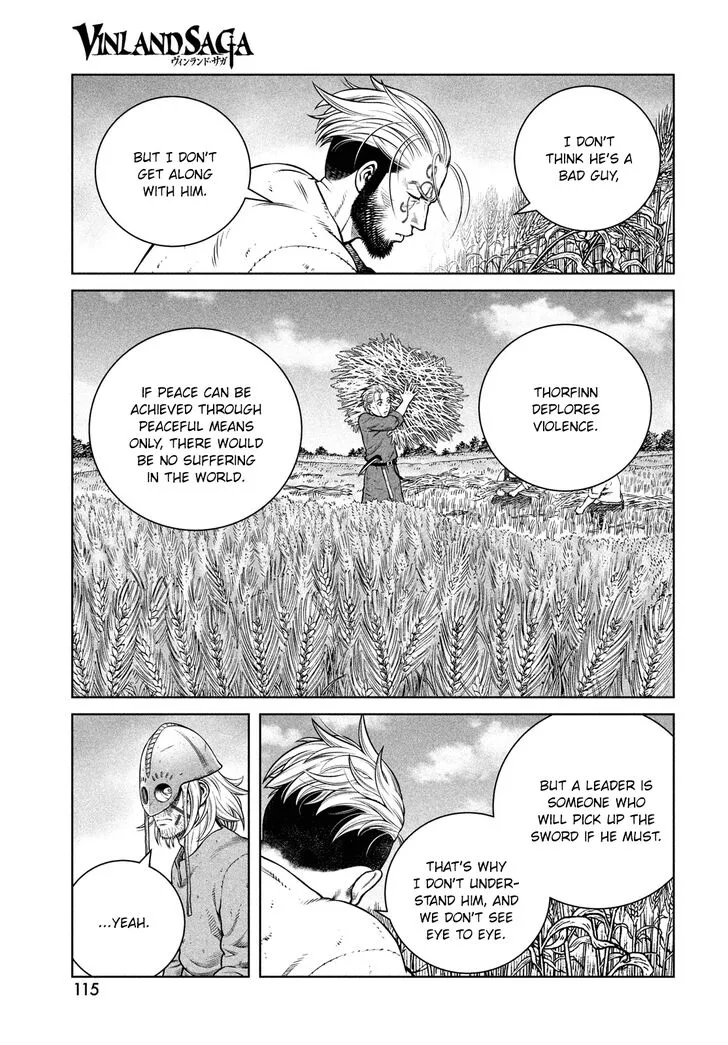 VINLAND SAGA
ヴィンランド・サガ
I DON'T
THINK HE'S A
BAD GUY,
BUT I DON'T
GET ALONG
WITH HIM.
THORFINN
DEPLORES
VIOLENCE.
IF PEACE CAN BE
ACHIEVED THROUGH
PEACEFUL MEANS
ONLY, THERE WOULD
BE NO SUFFERING
IN THE WORLD.
BUT A LEADER IS
SOMEONE WHO
WILL PICK UP THE
SWORD IF HE MUST.
THAT'S WHY
I DON'T UNDER-
STAND HIM, AND
WE DON'T SEE
EYE TO EYE.
...YEAH.
115